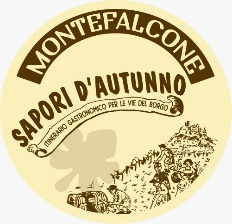 MONTEFALCONE
SAPORI D'AUTUNNO
ITINERARIO GASTRONOMICO PER LE VIE DEL BORGO